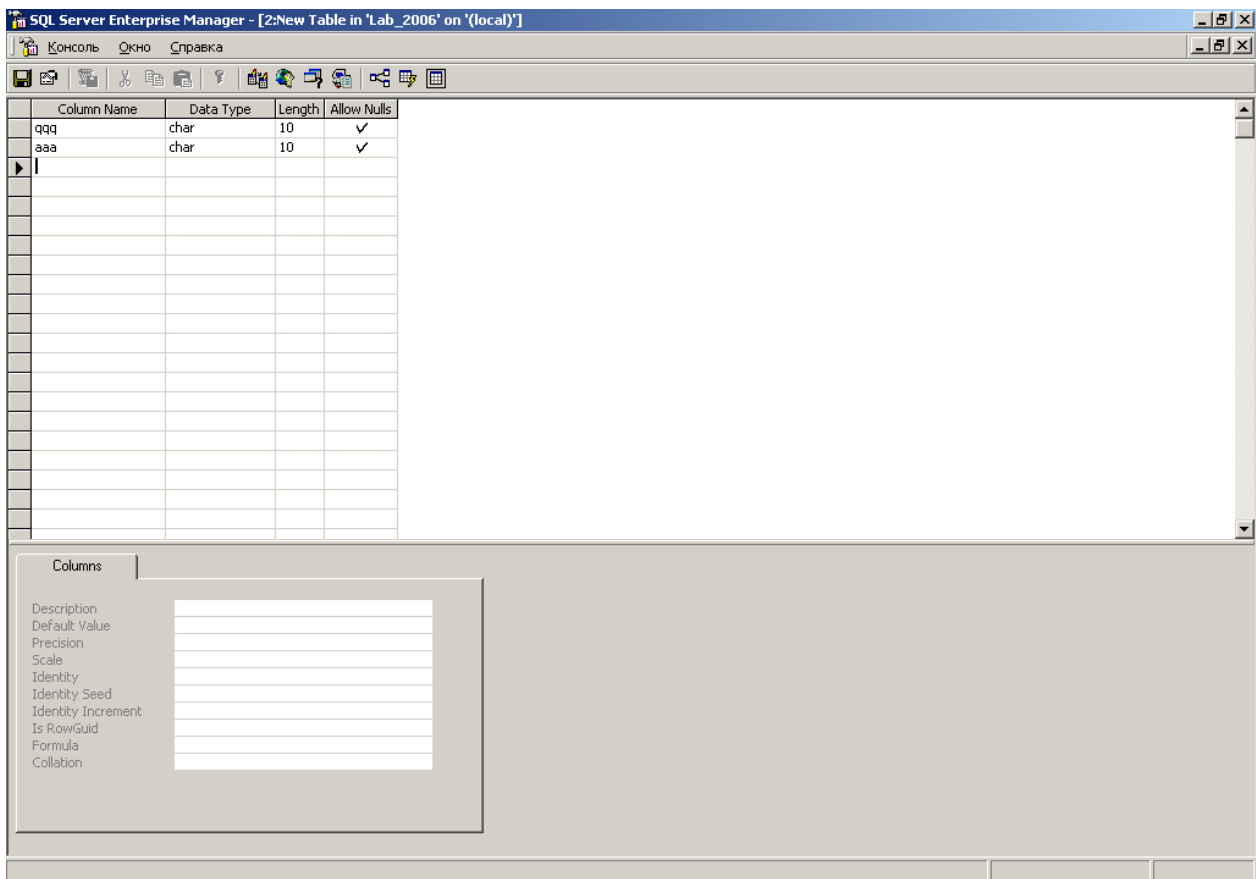 SQL Server Enterprise Manager - [2:New Table in 'Lab_2006' on '(local)']
Консоль Окно Справка
Column Name Data Type Length Allow Nulls
qqq char 10
aaa char 10
Columns
Description
Default Value
Precision
Scale
Identity
Identity Seed
Identity Increment
Is RowGuid
Formula
Collation